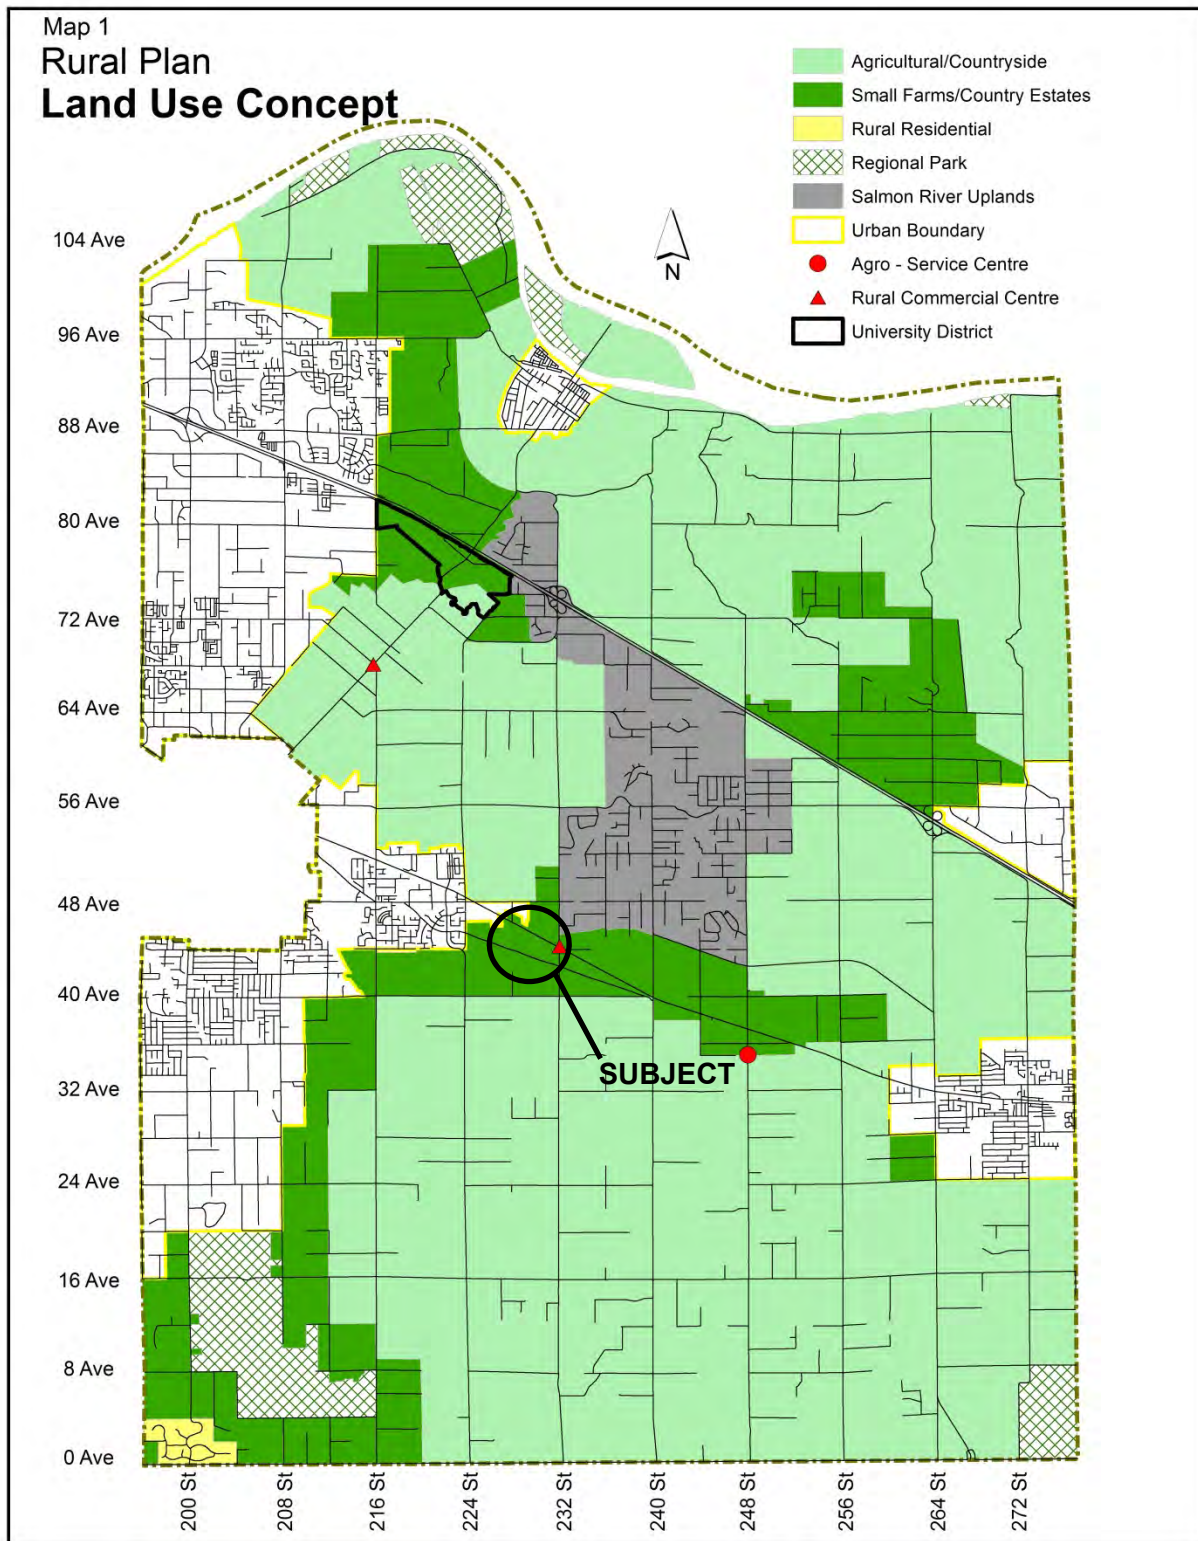 Map 1
Rural Plan
Land Use Concept
Agricultural/Countryside
Small Farms/Country Estates
Rural Residential
Regional Park
Salmon River Uplands
Urban Boundary
Agro - Service Centre
Rural Commercial Centre
University District
N
104 Ave
96 Ave
88 Ave
80 Ave
72 Ave
64 Ave
56 Ave
48 Ave
40 Ave
SUBJECT
32 Ave
24 Ave
16 Ave
8 Ave
0 Ave
200 St
208 St
216 St
224 St
232 St
240 St
248 St
256 St
264 St
272 St